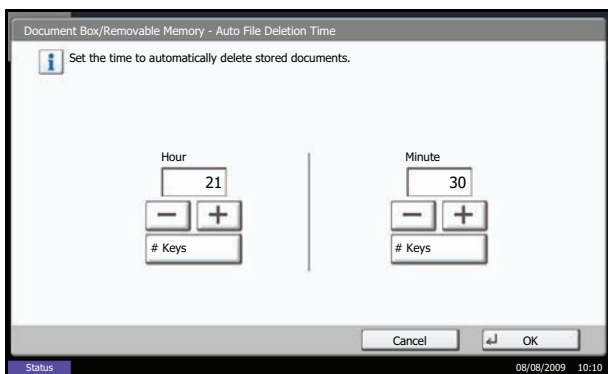 Document Box/Removable Memory - Auto File Deletion Time
i Set the time to automatically delete stored documents.
Hour Minute
21 30
− + − +
# Keys # Keys
Cancel OK
Status 08/08/2009 10:10